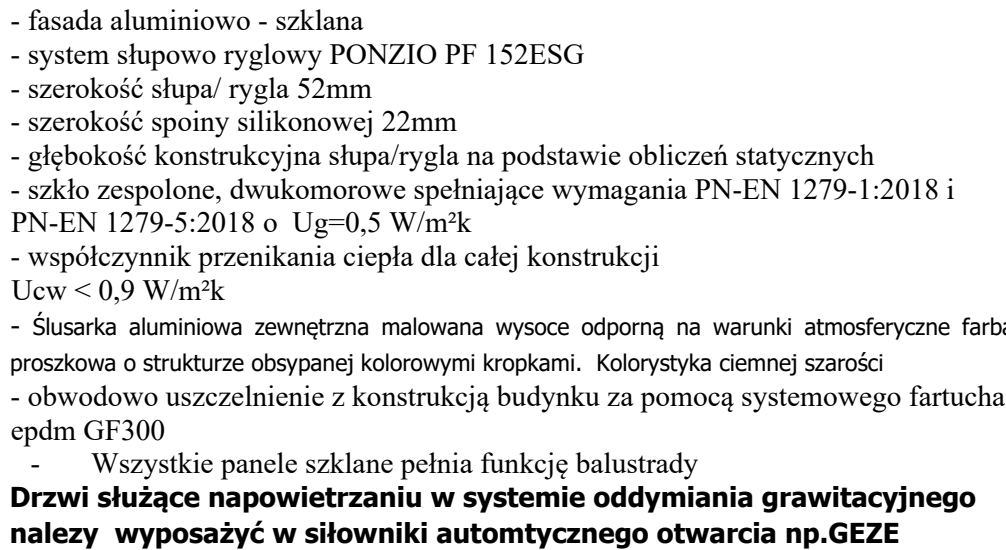 - fasada aluminiowo - szklana
- system słupowo ryglowy PONZIO PF 152ESG
- szerokość słupa/ rygla 52mm
- szerokość spoiny silikonowej 22mm
- głębokość konstrukcyjna słupa/rygla na podstawie obliczeń statycznych
- szkło zespolone, dwukomorowe spełniające wymagania PN-EN 1279-1:2018 i
PN-EN 1279-5:2018 o Ug=0,5 W/m²k
- współczynnik przenikania ciepła dla całej konstrukcji
Ucw < 0,9 W/m²k
- Ślusarka aluminiowa zewnętrzna malowana wysoce odporną na warunki atmosferyczne farba
proszkowa o strukturze obsypanej kolorowymi kropkami. Kolorystyka ciemnej szarości
- obwodowo uszczelnienie z konstrukcją budynku za pomocą systemowego fartucha
epdm GF300
- Wszystkie panele szklane pełnia funkcję balustrady
Drzwi służące napowietrzaniu w systemie oddymiania grawitacyjnego
nalezy wyposażyć w siłowniki automtycznego otwarcia np.GEZE